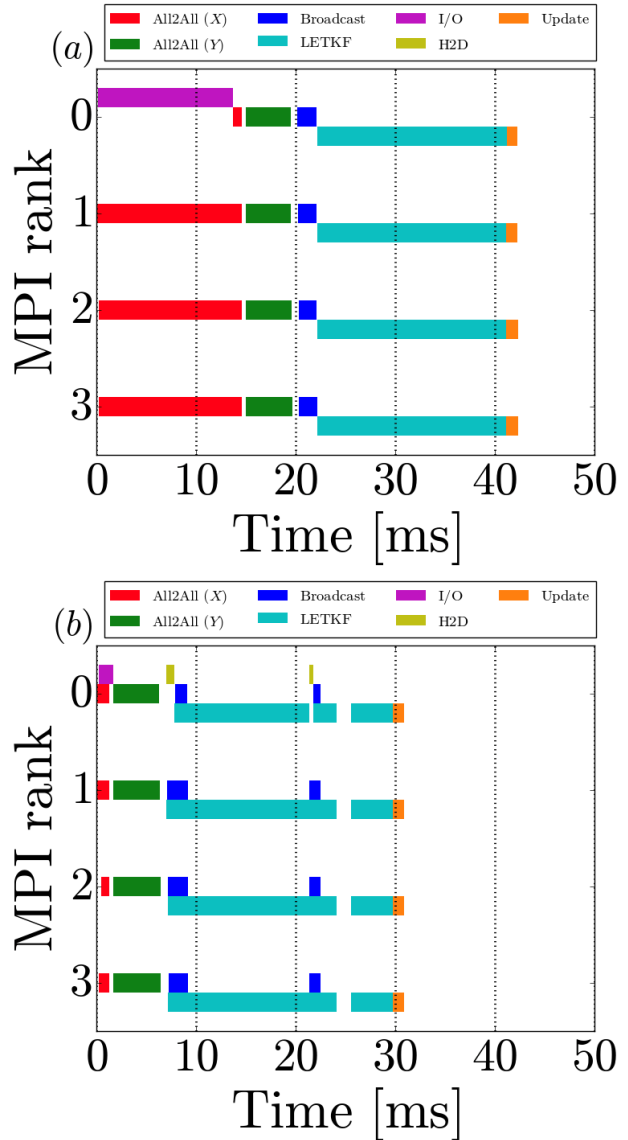 All2All (X) Broadcast I/O Update
(a) All2All (Y) LETKF H2D
0
1
2
3
MPI rank
0 10 20 30 40 50
Time [ms]
All2All (X) Broadcast I/O Update
(b) All2All (Y) LETKF H2D
0
1
2
3
MPI rank
0 10 20 30 40 50
Time [ms]